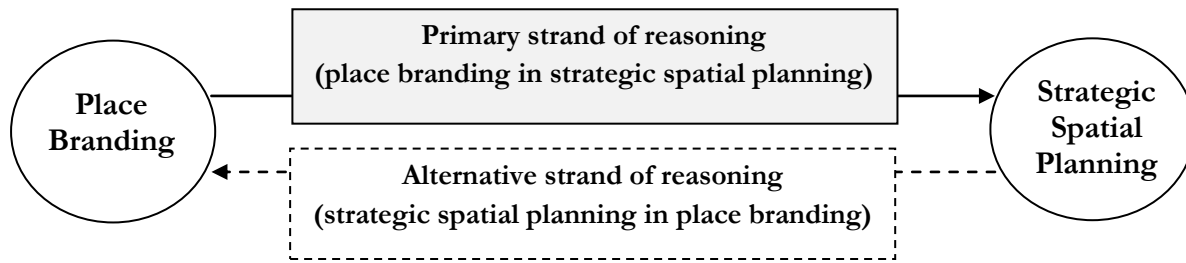 Place
Branding
Primary strand of reasoning
(place branding in strategic spatial planning)
Alternative strand of reasoning
(strategic spatial planning in place branding)
Strategic
Spatial
Planning